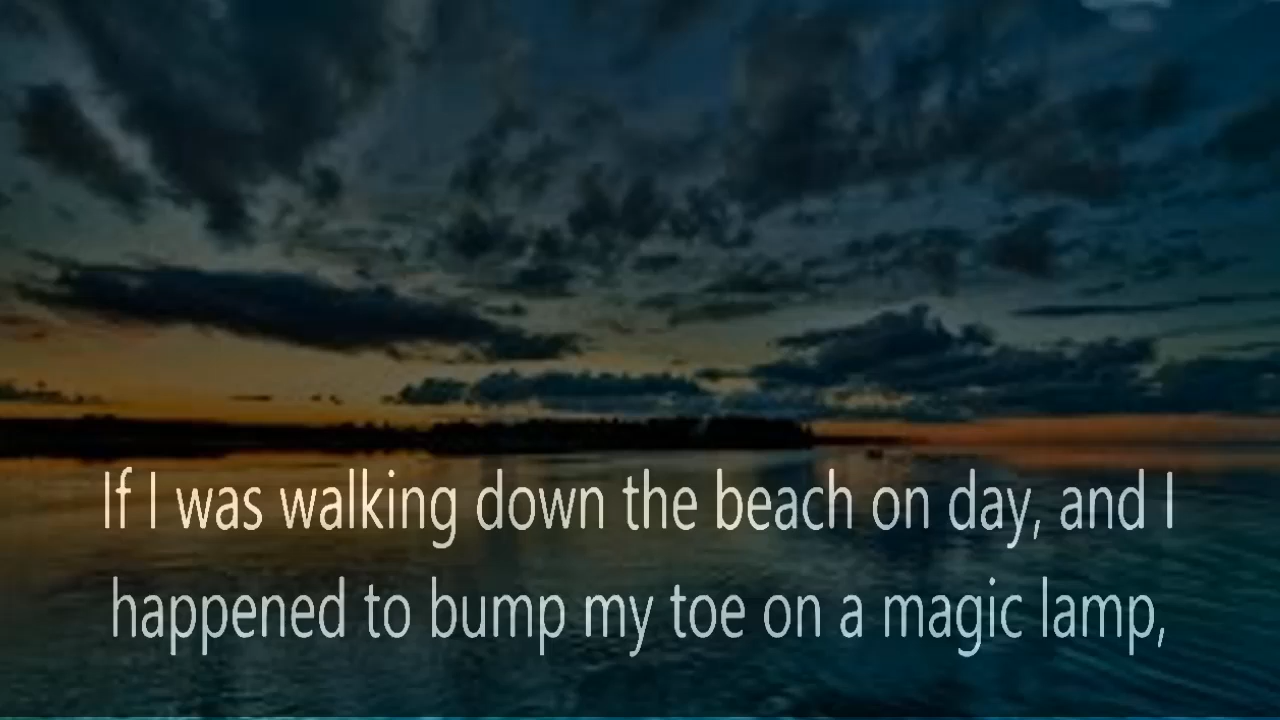 If I was walking down the beach on day, and I
happened to bump my toe on a magic lamp,